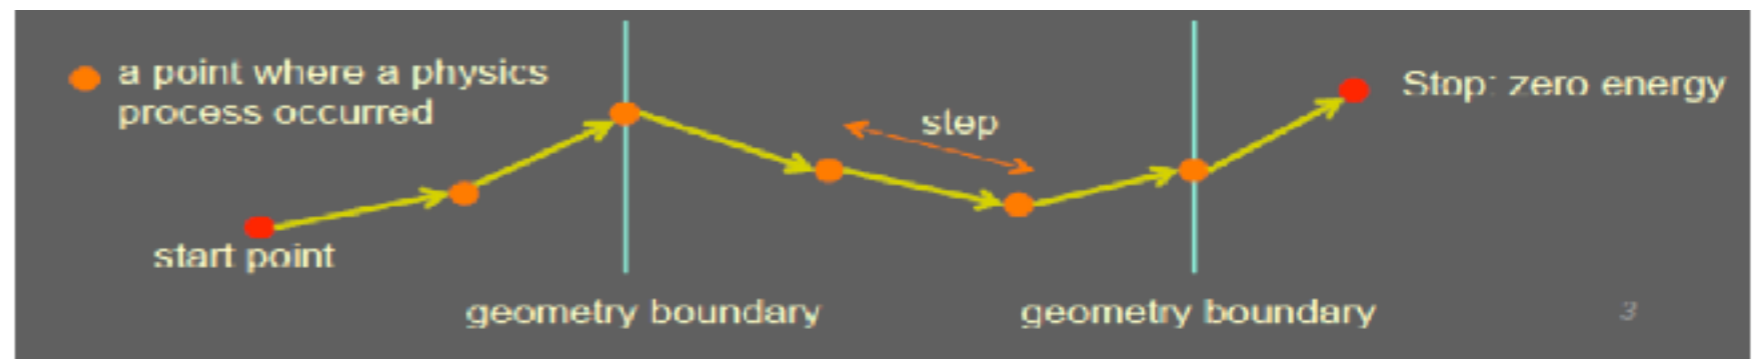 a point where a physics
process occurred
Stop: zero energy
step
start point
geometry boundary
geometry boundary
3